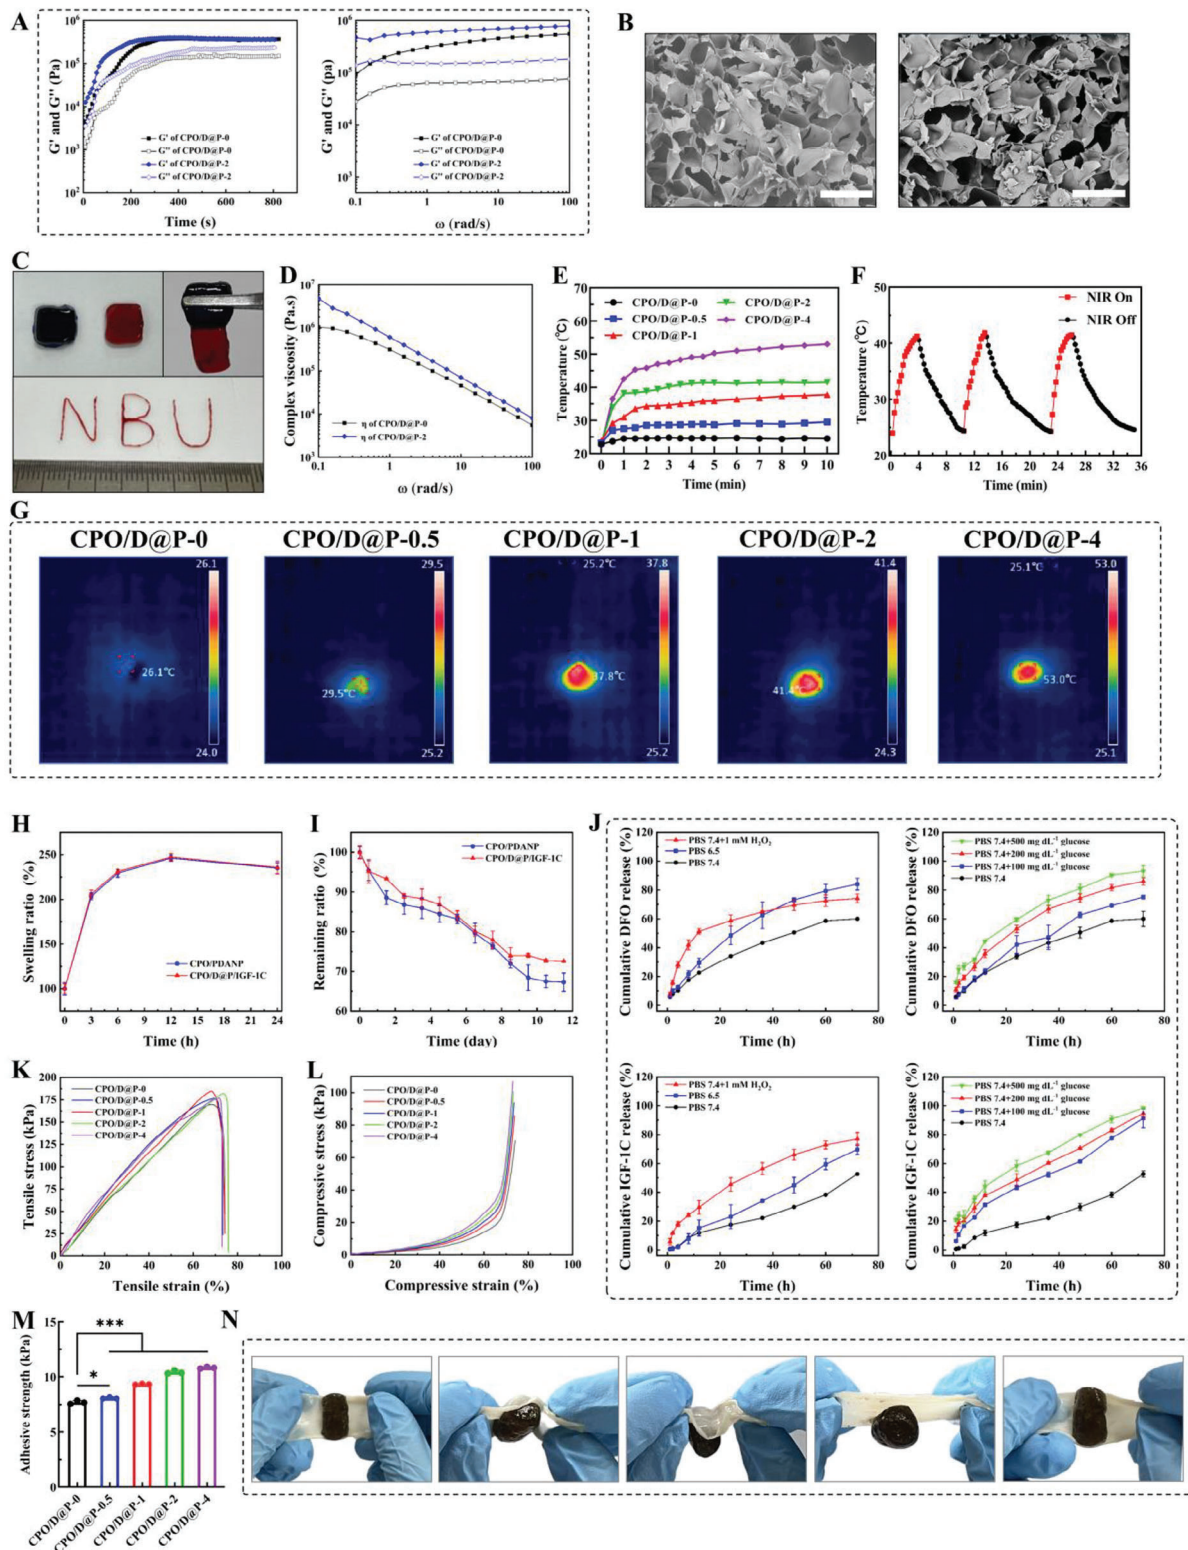 A
G' and G'' (Pa)
10⁶
10⁵
10⁴
10³
10²
G' of CPO/D@P-0
G'' of CPO/D@P-0
G' of CPO/D@P-2
G'' of CPO/D@P-2
0 200 400 600 800
Time (s)
G' and G'' (pa)
10⁶
10⁵
10⁴
10³
G' of CPO/D@P-0
G'' of CPO/D@P-0
G' of CPO/D@P-2
G'' of CPO/D@P-2
0.1 1 10 100
ω (rad/s)
B
C
N B U
D
Complex viscosity (Pa.s)
10⁷
10⁶
10⁵
10⁴
10³
η of CPO/D@P-0
η of CPO/D@P-2
0.1 1 10 100
ω (rad/s)
E
Temperature (°C)
60
50
40
30
20
CPO/D@P-0
CPO/D@P-0.5
CPO/D@P-1
CPO/D@P-2
CPO/D@P-4
0 1 2 3 4 5 6 7 8 9 10
Time (min)
F
Temperature (°C)
50
40
30
20
NIR On
NIR Off
0 4 8 12 16 20 24 28 32 36
Time (min)
G
CPO/D@P-0 CPO/D@P-0.5 CPO/D@P-1 CPO/D@P-2 CPO/D@P-4
26.1
26.1°C
24.0
29.5
29.5°C
25.2
25.2°C
37.8
37.8°C
25.2
41.4
41.4°C
24.3
25.1°C
53.0
53.0°C
25.1
H
Swelling ratio (%)
250
200
150
100
CPO/PDANP
CPO/D@P/IGF-1C
0 3 6 9 12 15 18 21 24
Time (h)
I
Remaining ratio (%)
100
90
80
70
60
CPO/PDANP
CPO/D@P/IGF-1C
0 2 4 6 8 10 12
Time (day)
J
Cumulative DFO release (%)
120
100
80
60
40
20
0
PBS 7.4+1 mM H₂O₂
PBS 6.5
PBS 7.4
0 20 40 60 80
Time (h)
Cumulative DFO release (%)
120
100
80
60
40
20
0
PBS 7.4+500 mg dL⁻¹ glucose
PBS 7.4+200 mg dL⁻¹ glucose
PBS 7.4+100 mg dL⁻¹ glucose
PBS 7.4
0 20 40 60 80
Time (h)
Cumulative IGF-1C release (%)
120
100
80
60
40
20
0
PBS 7.4+1 mM H₂O₂
PBS 6.5
PBS 7.4
0 20 40 60 80
Time (h)
Cumulative IGF-1C release (%)
120
100
80
60
40
20
0
PBS 7.4+500 mg dL⁻¹ glucose
PBS 7.4+200 mg dL⁻¹ glucose
PBS 7.4+100 mg dL⁻¹ glucose
PBS 7.4
0 20 40 60 80
Time (h)
K
Tensile stress (kPa)
200
175
150
125
100
75
50
25
0
CPO/D@P-0
CPO/D@P-0.5
CPO/D@P-1
CPO/D@P-2
CPO/D@P-4
0 20 40 60 80 100
Tensile strain (%)
L
Compressive stress (kPa)
100
80
60
40
20
0
CPO/D@P-0
CPO/D@P-0.5
CPO/D@P-1
CPO/D@P-2
CPO/D@P-4
0 20 40 60 80 100
Compressive strain (%)
M
Adhesive strength (kPa)
15
10
5
0
***
*
CPO/D@P-0
CPO/D@P-0.5
CPO/D@P-1
CPO/D@P-2
CPO/D@P-4
N